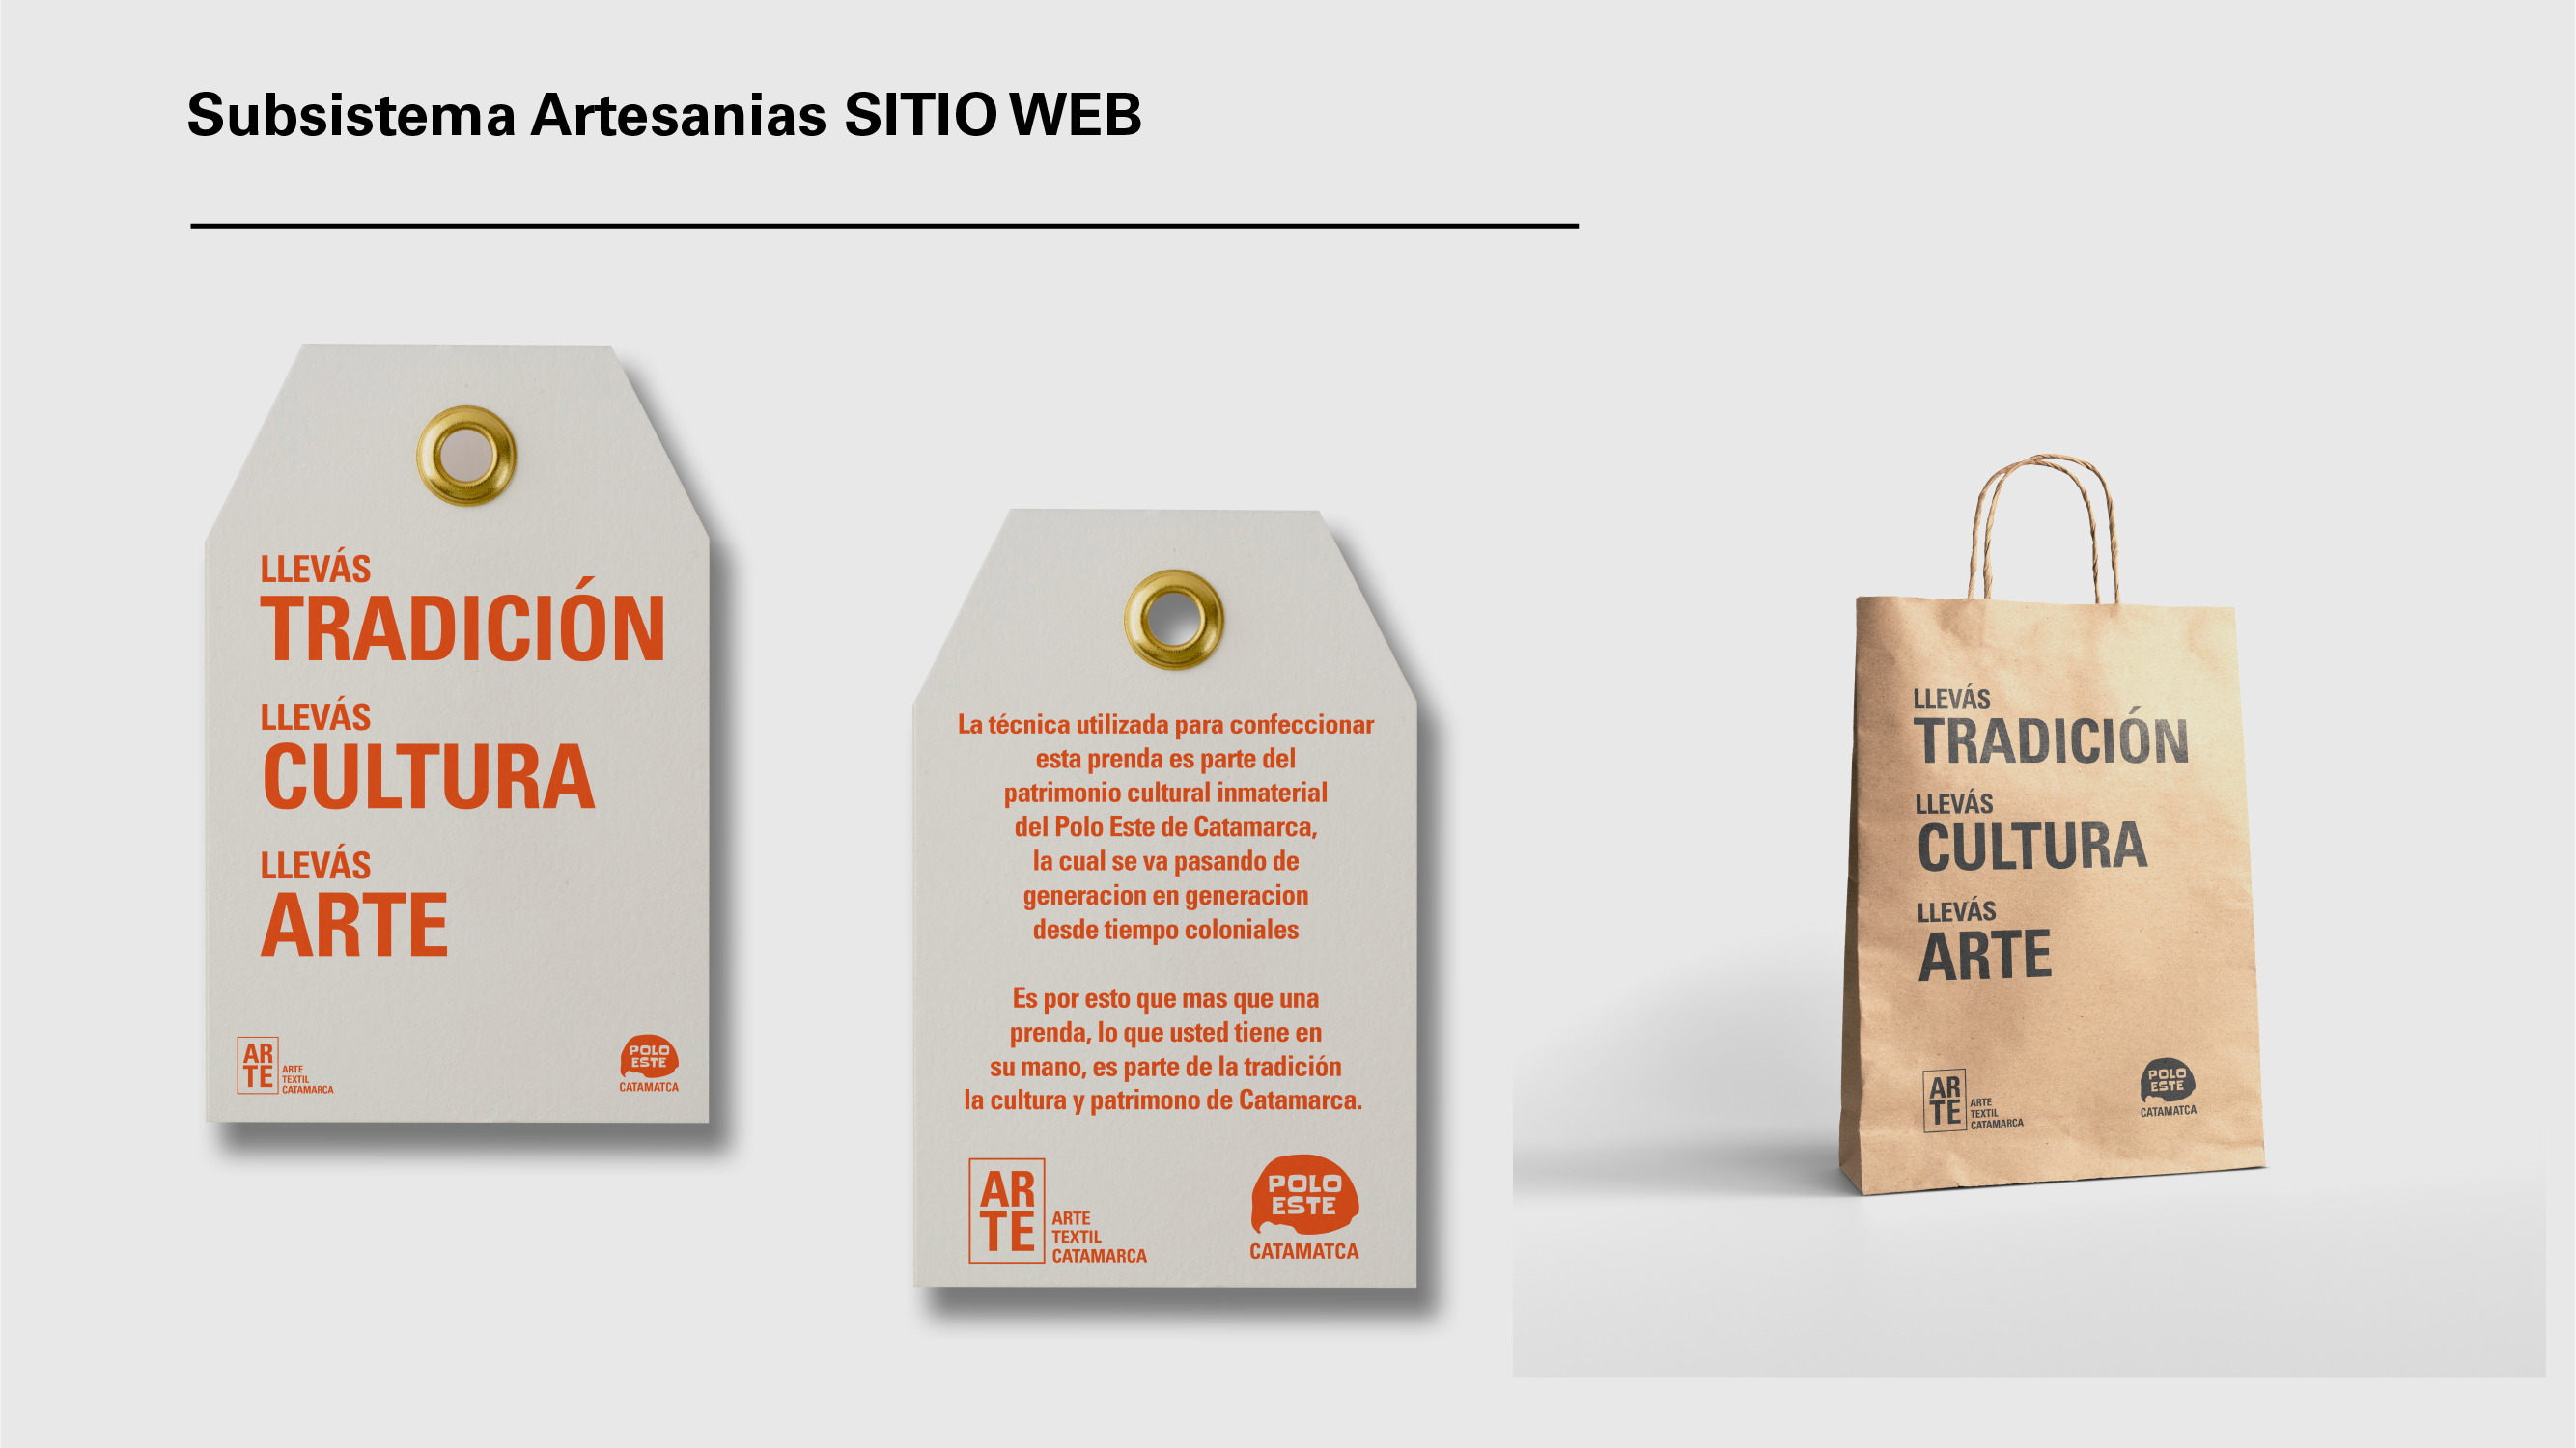 Subsistema Artesanias SITIO WEB
LLEVÁS
TRADICIÓN
LLEVÁS
CULTURA
LLEVÁS
ARTE
AR
TE
ARTE
TEXTIL
CATAMARCA
POLO
ESTE
CATAMATCA
La técnica utilizada para confeccionar
esta prenda es parte del
patrimonio cultural inmaterial
del Polo Este de Catamarca,
la cual se va pasando de
generacion en generacion
desde tiempo coloniales
Es por esto que mas que una
prenda, lo que usted tiene en
su mano, es parte de la tradición
la cultura y patrimono de Catamarca.
AR
TE
ARTE
TEXTIL
CATAMARCA
POLO
ESTE
CATAMATCA
LLEVÁS
TRADICIÓN
LLEVÁS
CULTURA
LLEVÁS
ARTE
AR
TE
ARTE
TEXTIL
CATAMARCA
POLO
ESTE
CATAMATCA